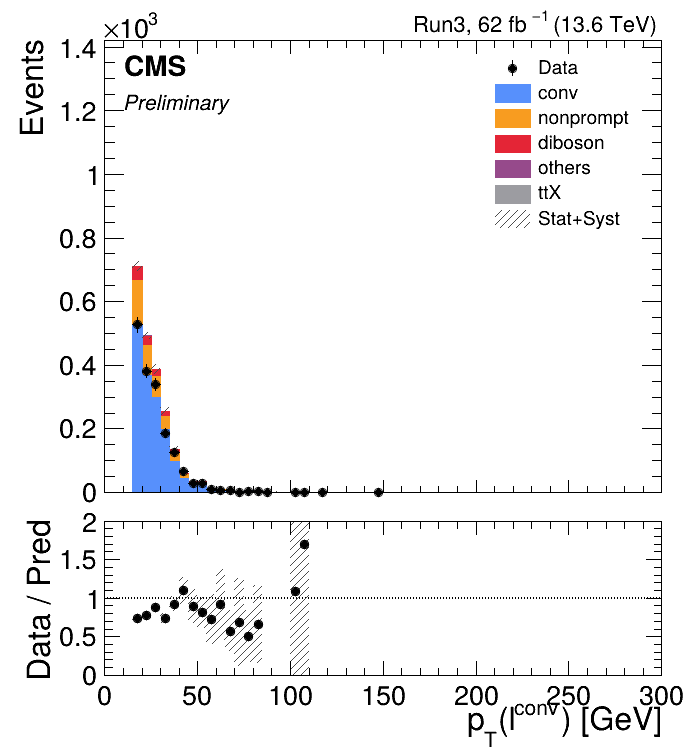 ×10³
Run3, 62 fb⁻¹ (13.6 TeV)
Events
1.4
1.2
1
0.8
0.6
0.4
0.2
0
CMS
Preliminary
Data
conv
nonprompt
diboson
others
ttX
Stat+Syst
Data / Pred
2
1.5
1
0.5
0
0 50 100 150 200 250 300
p_T(l^conv) [GeV]